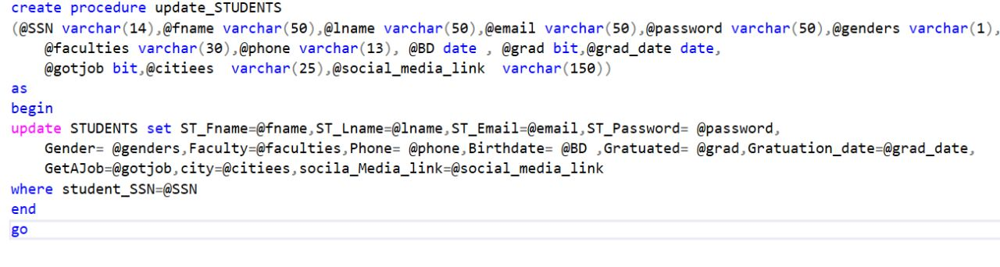 create procedure update_STUDENTS
(@SSN varchar(14),@fname varchar(50),@lname varchar(50),@email varchar(50),@password varchar(50),@genders varchar(1),
@faculties varchar(30),@phone varchar(13), @BD date , @grad bit,@grad_date date,
@gotjob bit,@citiees  varchar(25),@social_media_link  varchar(150))
as
begin
update STUDENTS set ST_Fname=@fname,ST_Lname=@lname,ST_Email=@email,ST_Password= @password,
Gender= @genders,Faculty=@faculties,Phone= @phone,Birthdate= @BD ,Gratuated= @grad,Gratuation_date=@grad_date,
GetAJob=@gotjob,city=@citiees,socila_Media_link=@social_media_link
where student_SSN=@SSN
end
go